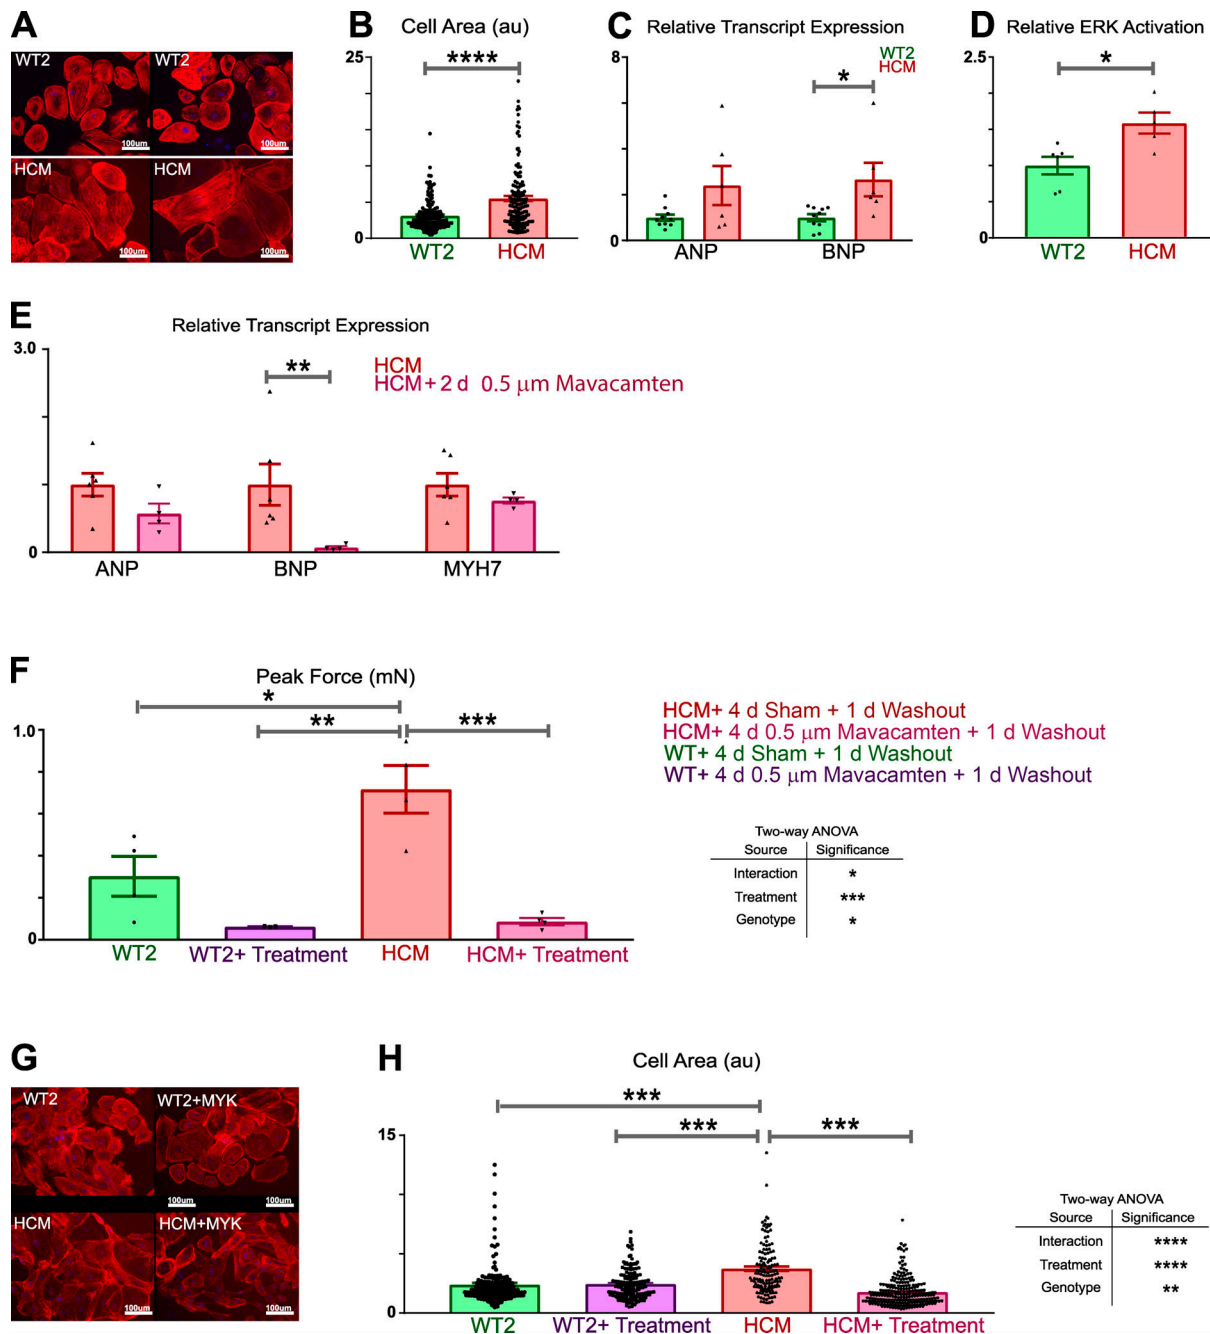 A
WT2
WT2
100um
100um
HCM
HCM
100um
100um
B
Cell Area (au)
25
****
0
WT2
HCM
C
Relative Transcript Expression
WT2
HCM
8
*
0
ANP
BNP
D
Relative ERK Activation
2.5
*
0
WT2
HCM
E
Relative Transcript Expression
3.0
**
HCM
HCM + 2 d 0.5 μm Mavacamten
0
ANP
BNP
MYH7
F
Peak Force (mN)
*
**
***
1.0
0
WT2
WT2+ Treatment
HCM
HCM+ Treatment
HCM+ 4 d Sham + 1 d Washout
HCM+ 4 d 0.5 μm Mavacamten + 1 d Washout
WT+ 4 d Sham + 1 d Washout
WT+ 4 d 0.5 μm Mavacamten + 1 d Washout
Two-way ANOVA
Source Significance
Interaction *
Treatment ***
Genotype *
G
WT2
WT2+MYK
100um
100um
HCM
HCM+MYK
100um
100um
H
Cell Area (au)
***
***
***
15
0
WT2
WT2+ Treatment
HCM
HCM+ Treatment
Two-way ANOVA
Source Significance
Interaction ****
Treatment ****
Genotype **